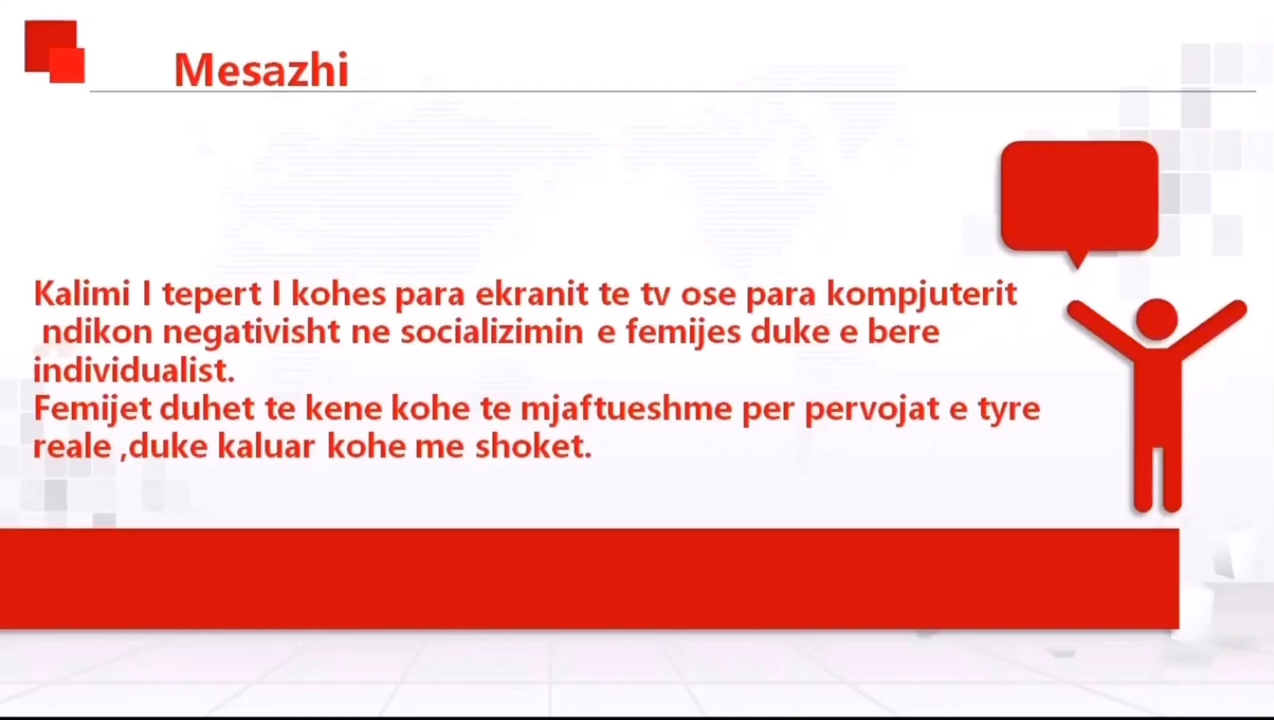 Mesazhi
Kalimi I tepert I kohes para ekranit te tv ose para kompjuterit
ndikon negativisht ne socializimin e femijes duke e bere
individualist.
Femijet duhet te kene kohe te mjaftueshme per pervojat e tyre
reale ,duke kaluar kohe me shoket.